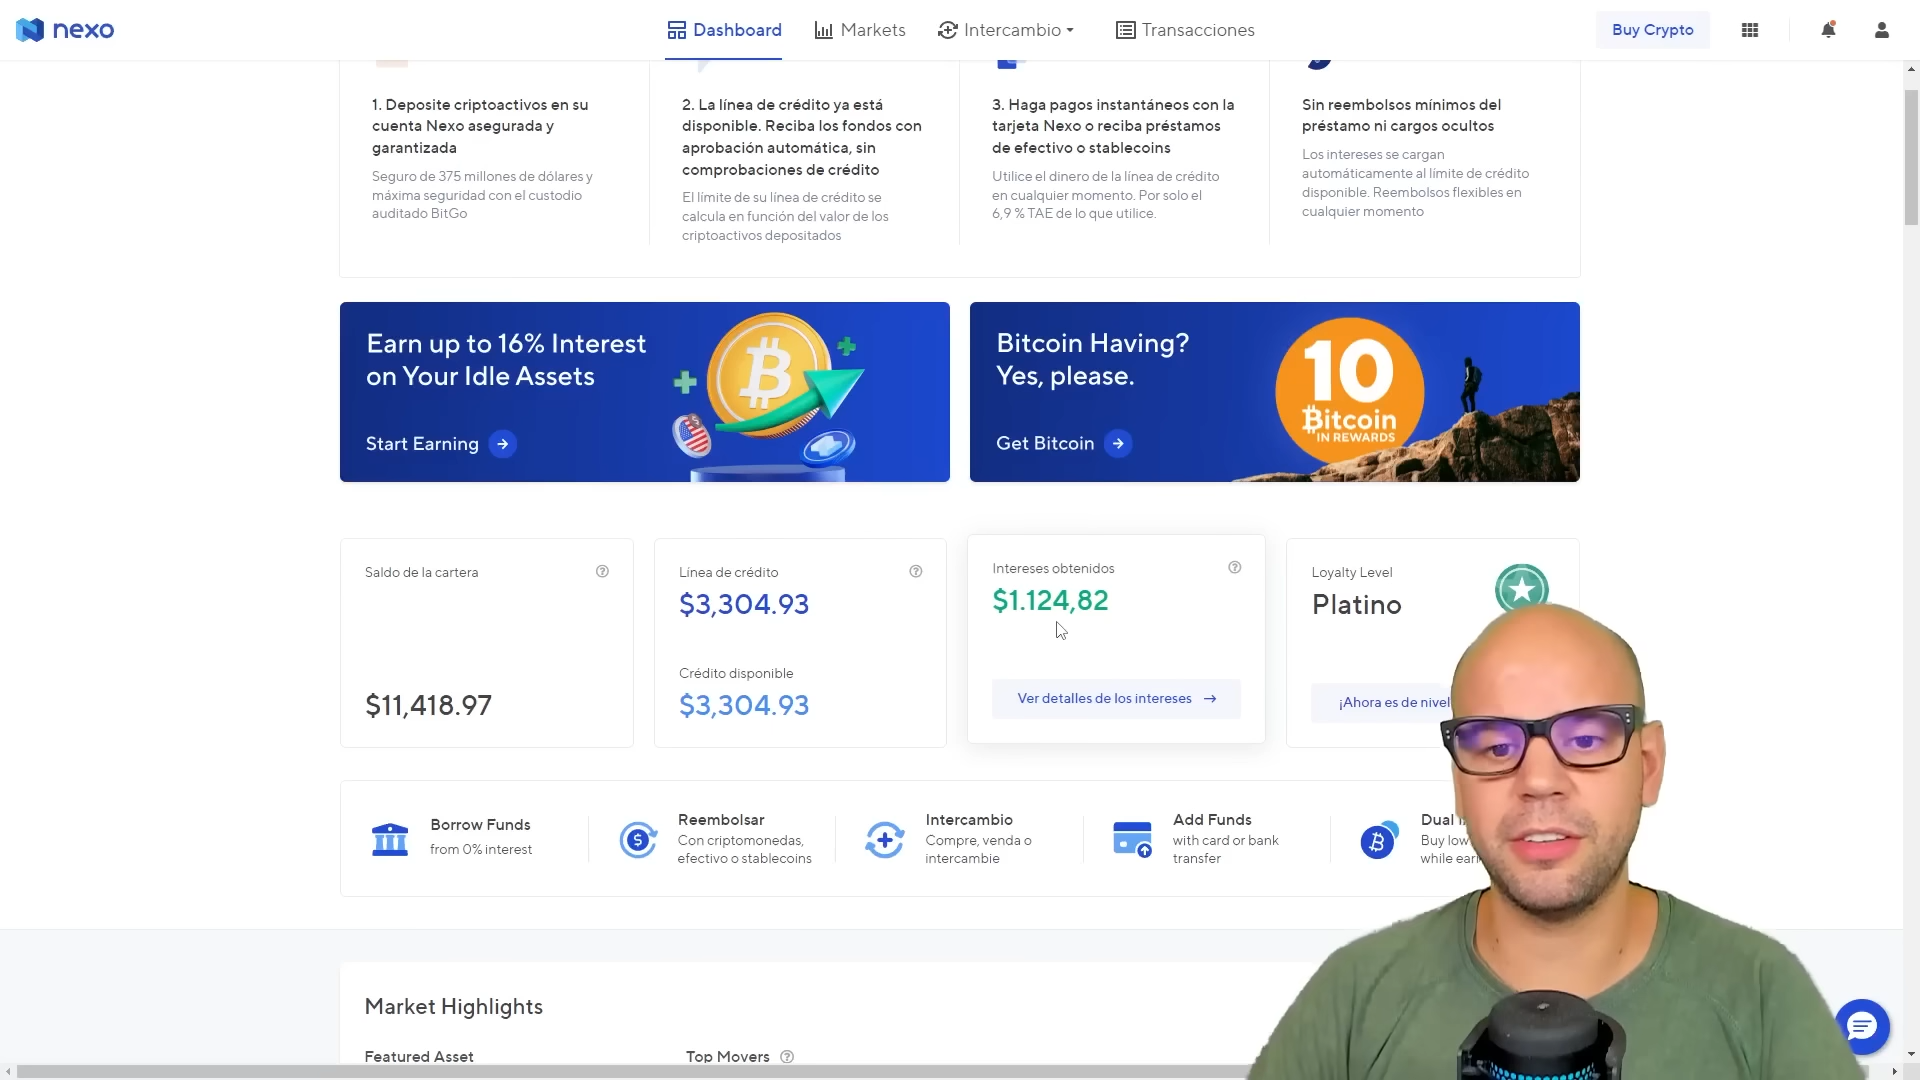 nexo
Dashboard
Markets
Intercambio
Transacciones
Buy Crypto
1. Deposite criptoactivos en su
cuenta Nexo asegurada y
garantizada
Seguro de 375 millones de dólares y
máxima seguridad con el custodio
auditado BitGo
2. La línea de crédito ya está
disponible. Reciba los fondos con
aprobación automática, sin
comprobaciones de crédito
El límite de su línea de crédito se
calcula en función del valor de los
criptoactivos depositados
3. Haga pagos instantáneos con la
tarjeta Nexo o reciba préstamos
de efectivo o stablecoins
Utilice el dinero de la línea de crédito
en cualquier momento. Por solo el
6,9 % TAE de lo que utilice.
Sin reembolsos mínimos del
préstamo ni cargos ocultos
Los intereses se cargan
automáticamente al límite de crédito
disponible. Reembolsos flexibles en
cualquier momento
Earn up to 16% Interest
on Your Idle Assets
Start Earning
Bitcoin Having?
Yes, please.
Get Bitcoin
10
Bitcoin
IN REWARDS
Saldo de la cartera
$11,418.97
Línea de crédito
$3,304.93
Crédito disponible
$3,304.93
Intereses obtenidos
$1.124,82
Ver detalles de los intereses
Loyalty Level
Platino
¡Ahora es de nivel
Borrow Funds
from 0% interest
Reembolsar
Con criptomonedas,
efectivo o stablecoins
Intercambio
Compre, venda o
intercambie
Add Funds
with card or bank
transfer
Dual
Buy low
while
Market Highlights
Featured Asset
Top Movers